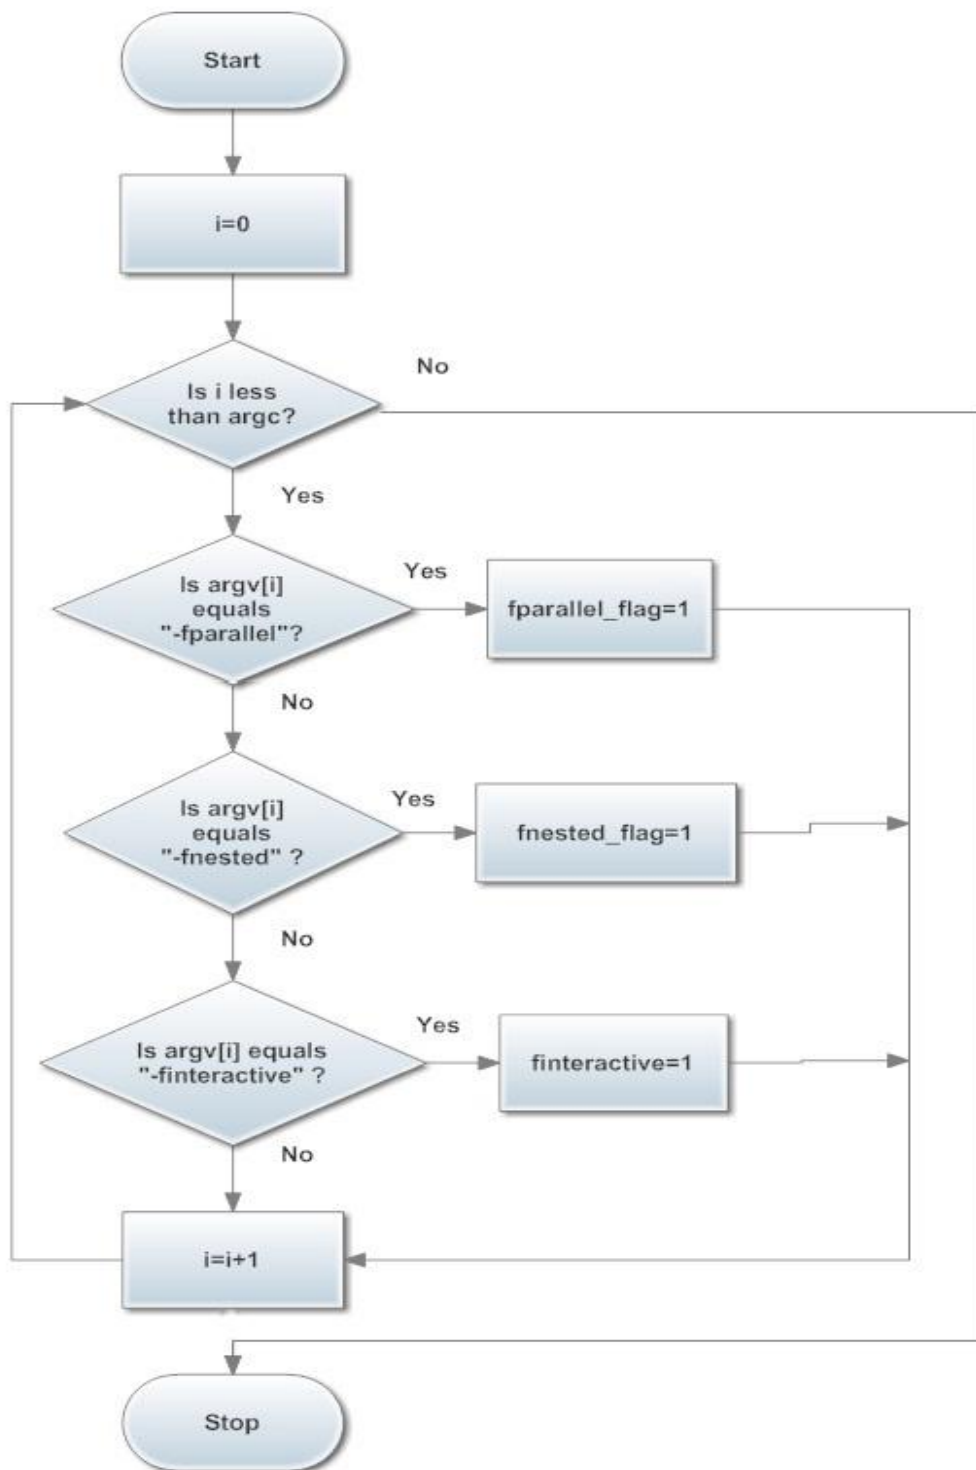 Start
i=0
No
Is i less
than argc?
Yes
Is argv[i]
equals
"-fparallel"?
Yes
fparallel_flag=1
No
Is argv[i]
equals
"-fnested" ?
Yes
fnested_flag=1
No
Is argv[i] equals
"-finteractive" ?
Yes
finteractive=1
No
i=i+1
Stop